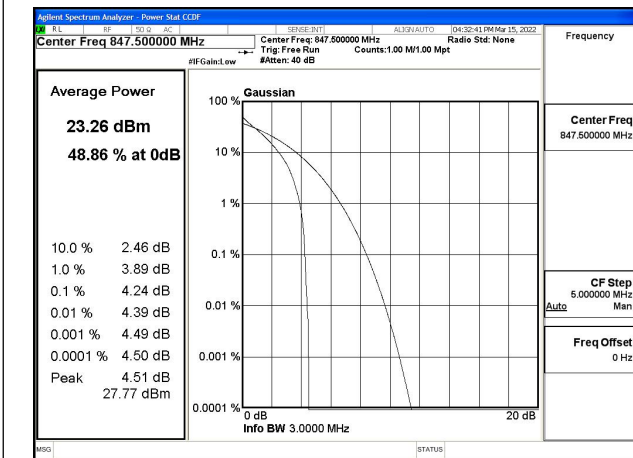 Agilent Spectrum Analyzer - Power Stat CCDF
RL RF 50 Ω AC SENSE:INT ALIGN AUTO 04:32:41 PM Mar 15, 2022
Center Freq 847.500000 MHz
Center Freq: 847.500000 MHz Radio Std: None
Trig: Free Run Counts:1.00 M/1.00 Mpt
#IFGain:Low #Atten: 40 dB
Frequency
Average Power
23.26 dBm
48.86 % at 0dB
10.0 % 2.46 dB
1.0 % 3.89 dB
0.1 % 4.24 dB
0.01 % 4.39 dB
0.001 % 4.49 dB
0.0001 % 4.50 dB
Peak 4.51 dB
27.77 dBm
Gaussian
100 %
10 %
1 %
0.1 %
0.01 %
0.001 %
0.0001 %
0 dB 20 dB
Info BW 3.0000 MHz
Center Freq
847.500000 MHz
CF Step
5.000000 MHz
Auto Man
Freq Offset
0 Hz
MSG STATUS